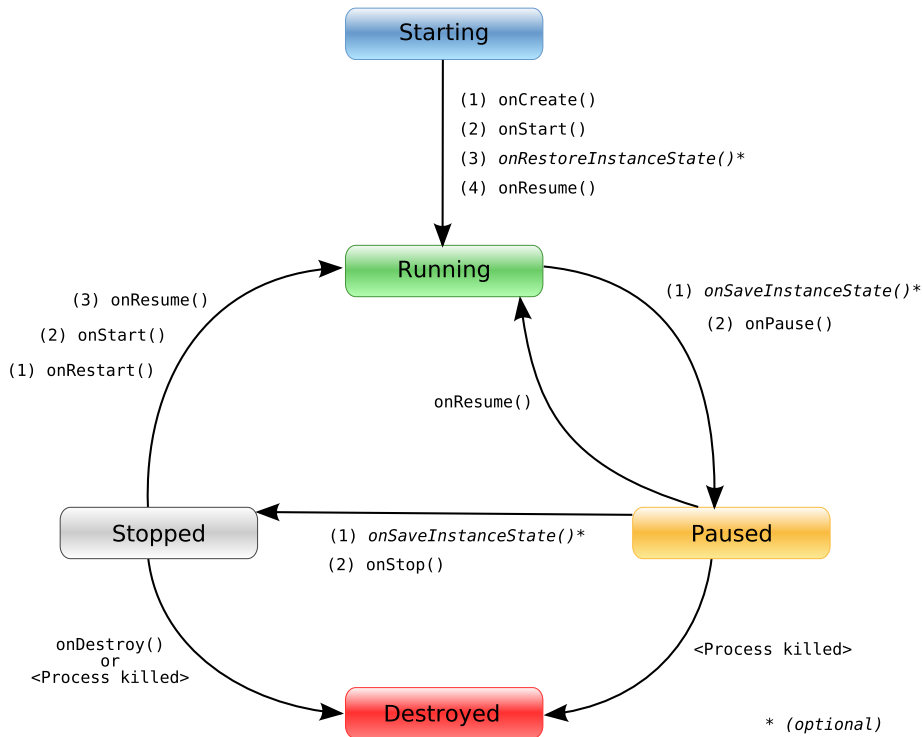 Starting
(1) onCreate()
(2) onStart()
(3) onRestoreInstanceState()*
(4) onResume()
Running
(3) onResume()
(2) onStart()
(1) onRestart()
(1) onSaveInstanceState()*
(2) onPause()
onResume()
Stopped
Paused
(1) onSaveInstanceState()*
(2) onStop()
onDestroy()
or
<Process killed>
<Process killed>
Destroyed
* (optional)